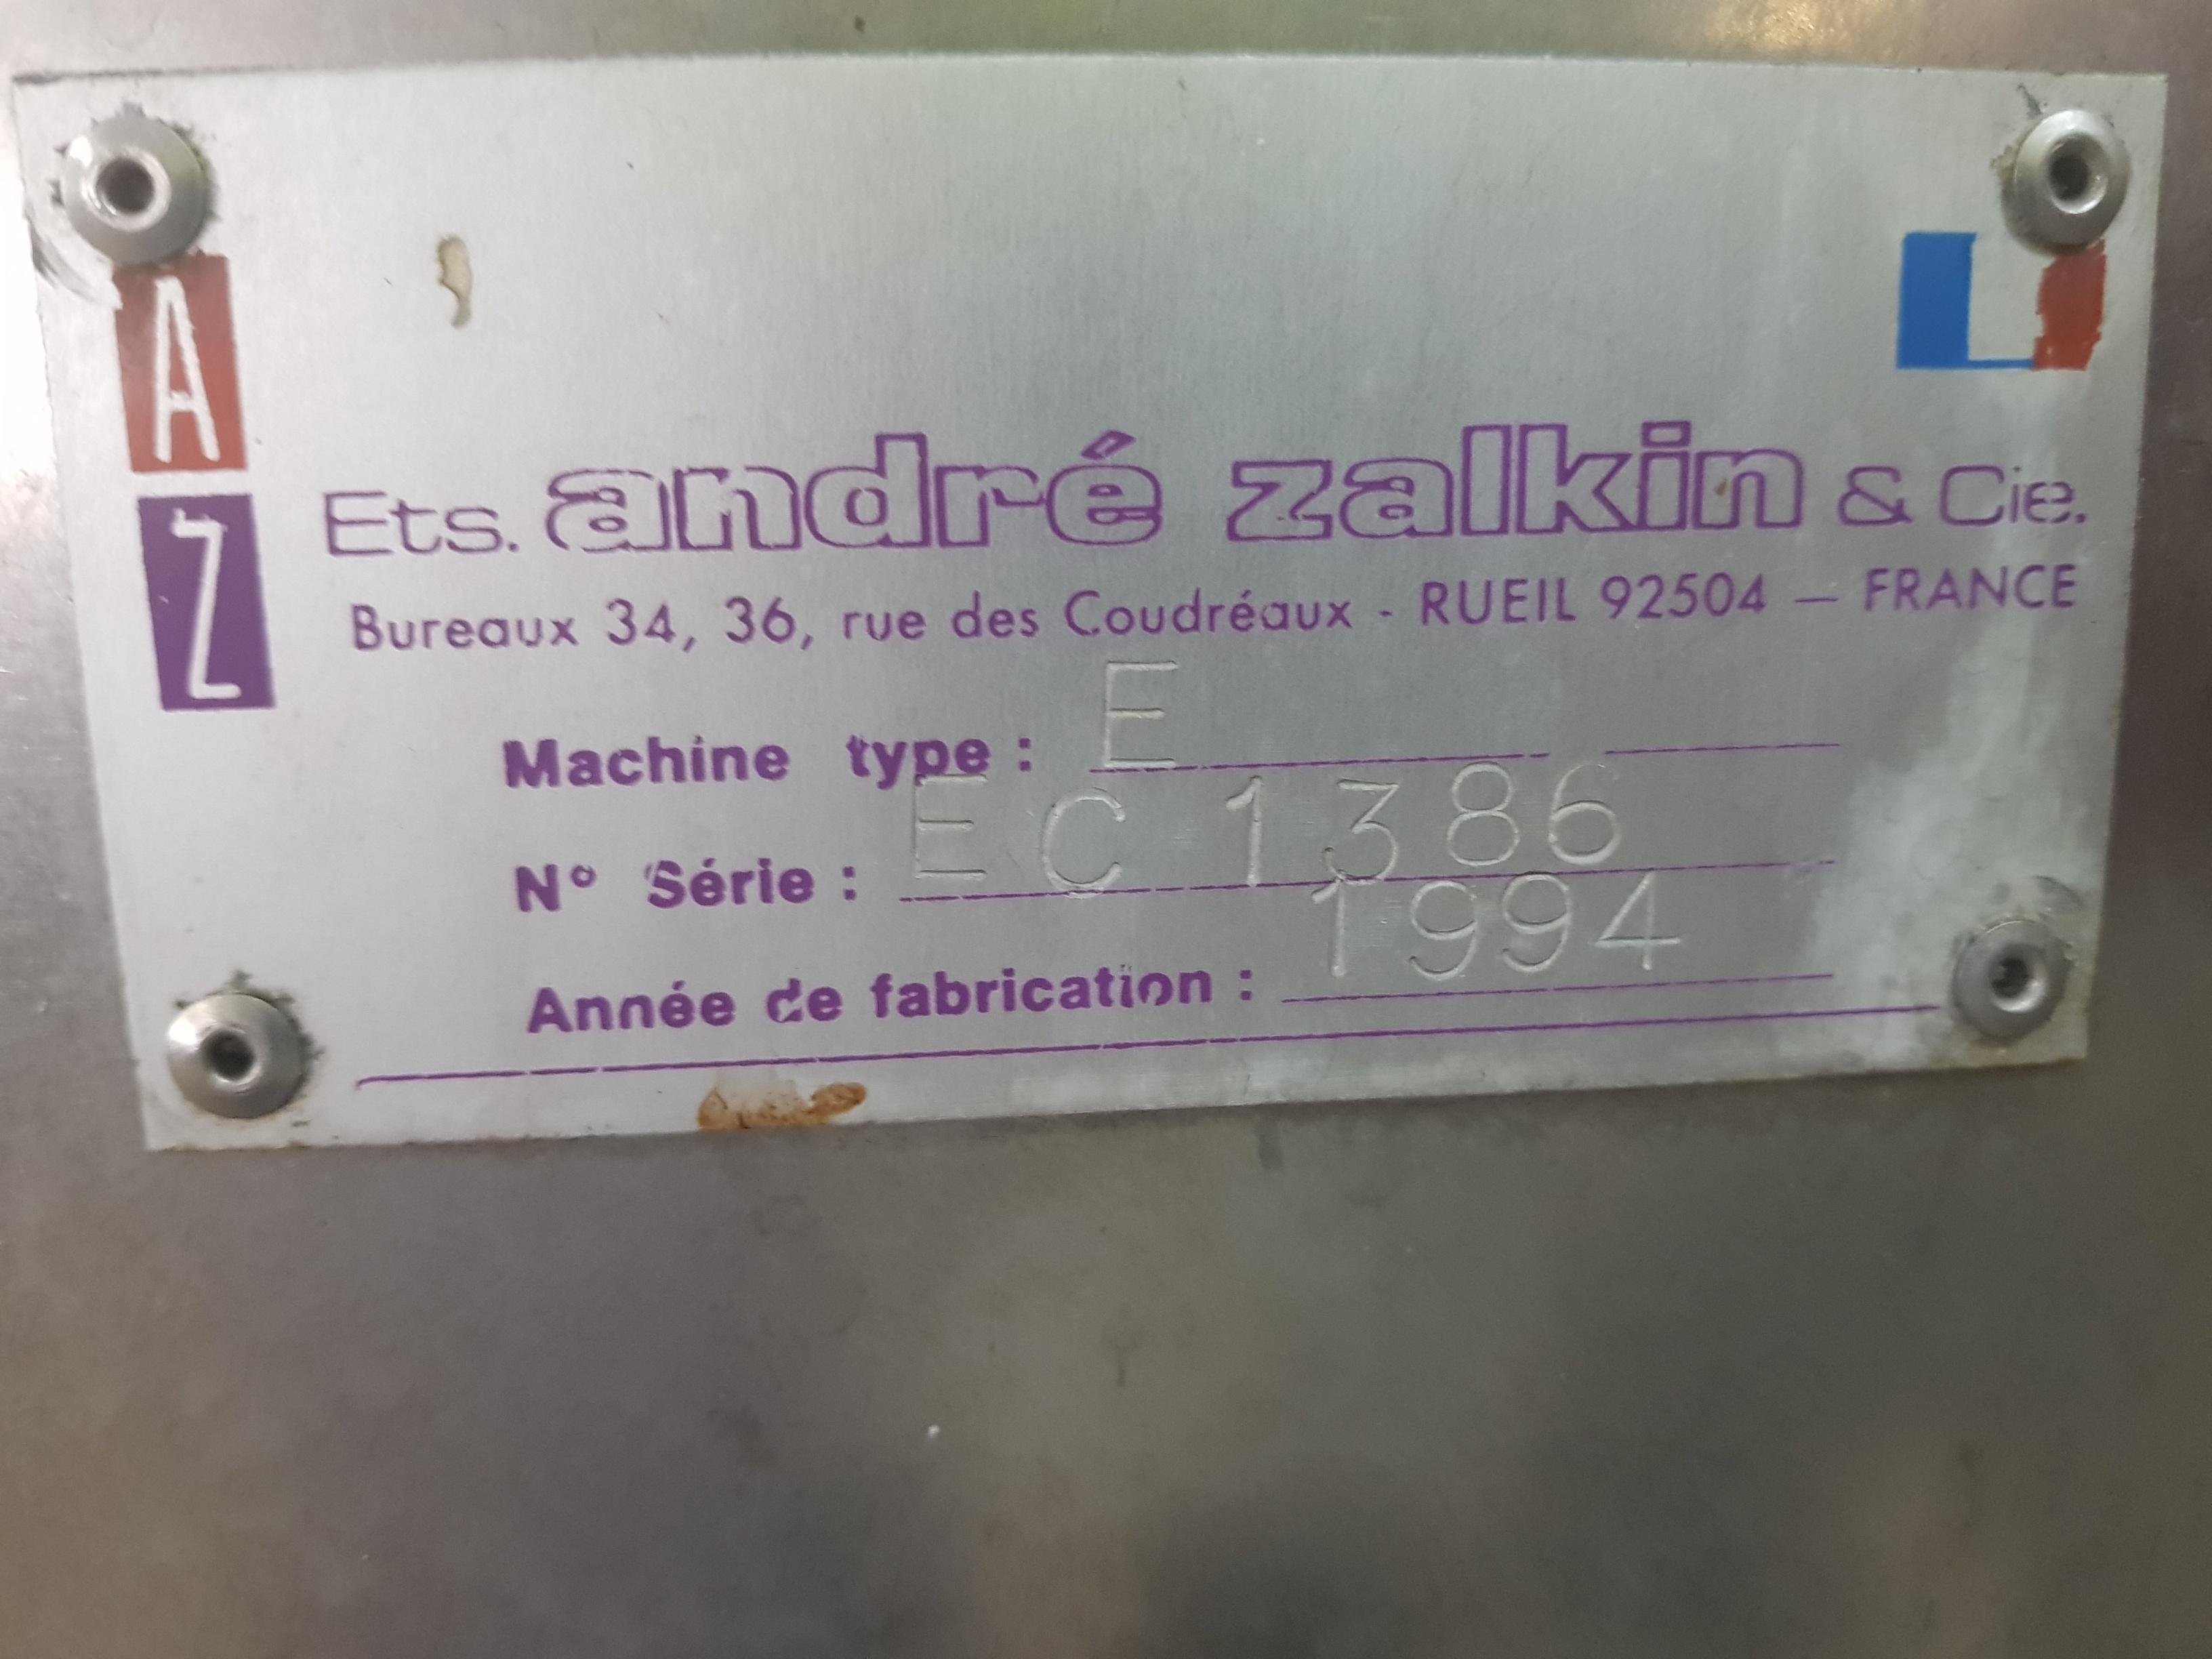 A
Z
Ets. andré zalkin & Cie.
Bureaux 34, 36, rue des Coudréaux - RUEIL 92504 — FRANCE
Machine type : E
N° Série : EC 1386
Année de fabrication : 1994